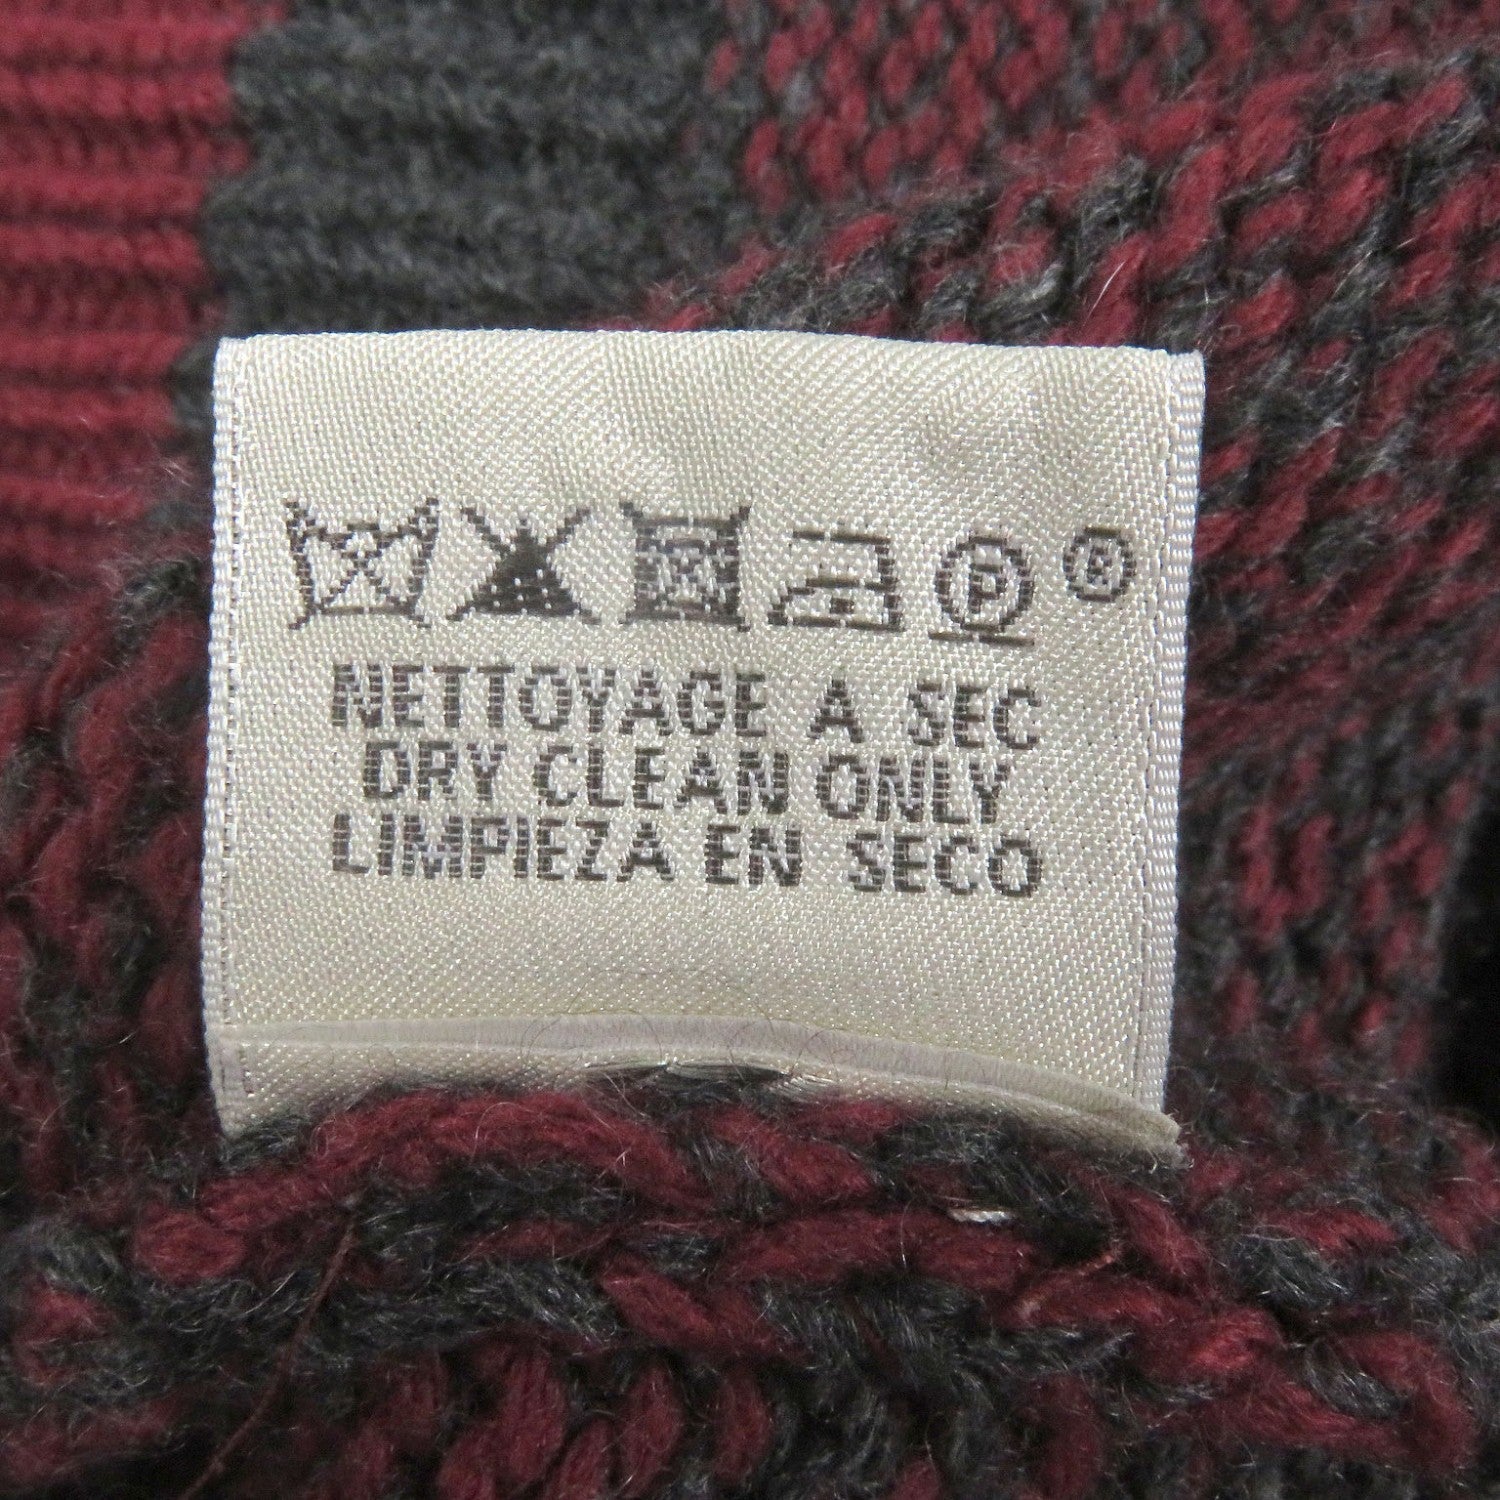 P ®
NETTOYAGE A SEC
DRY CLEAN ONLY
LIMPIEZA EN SECO